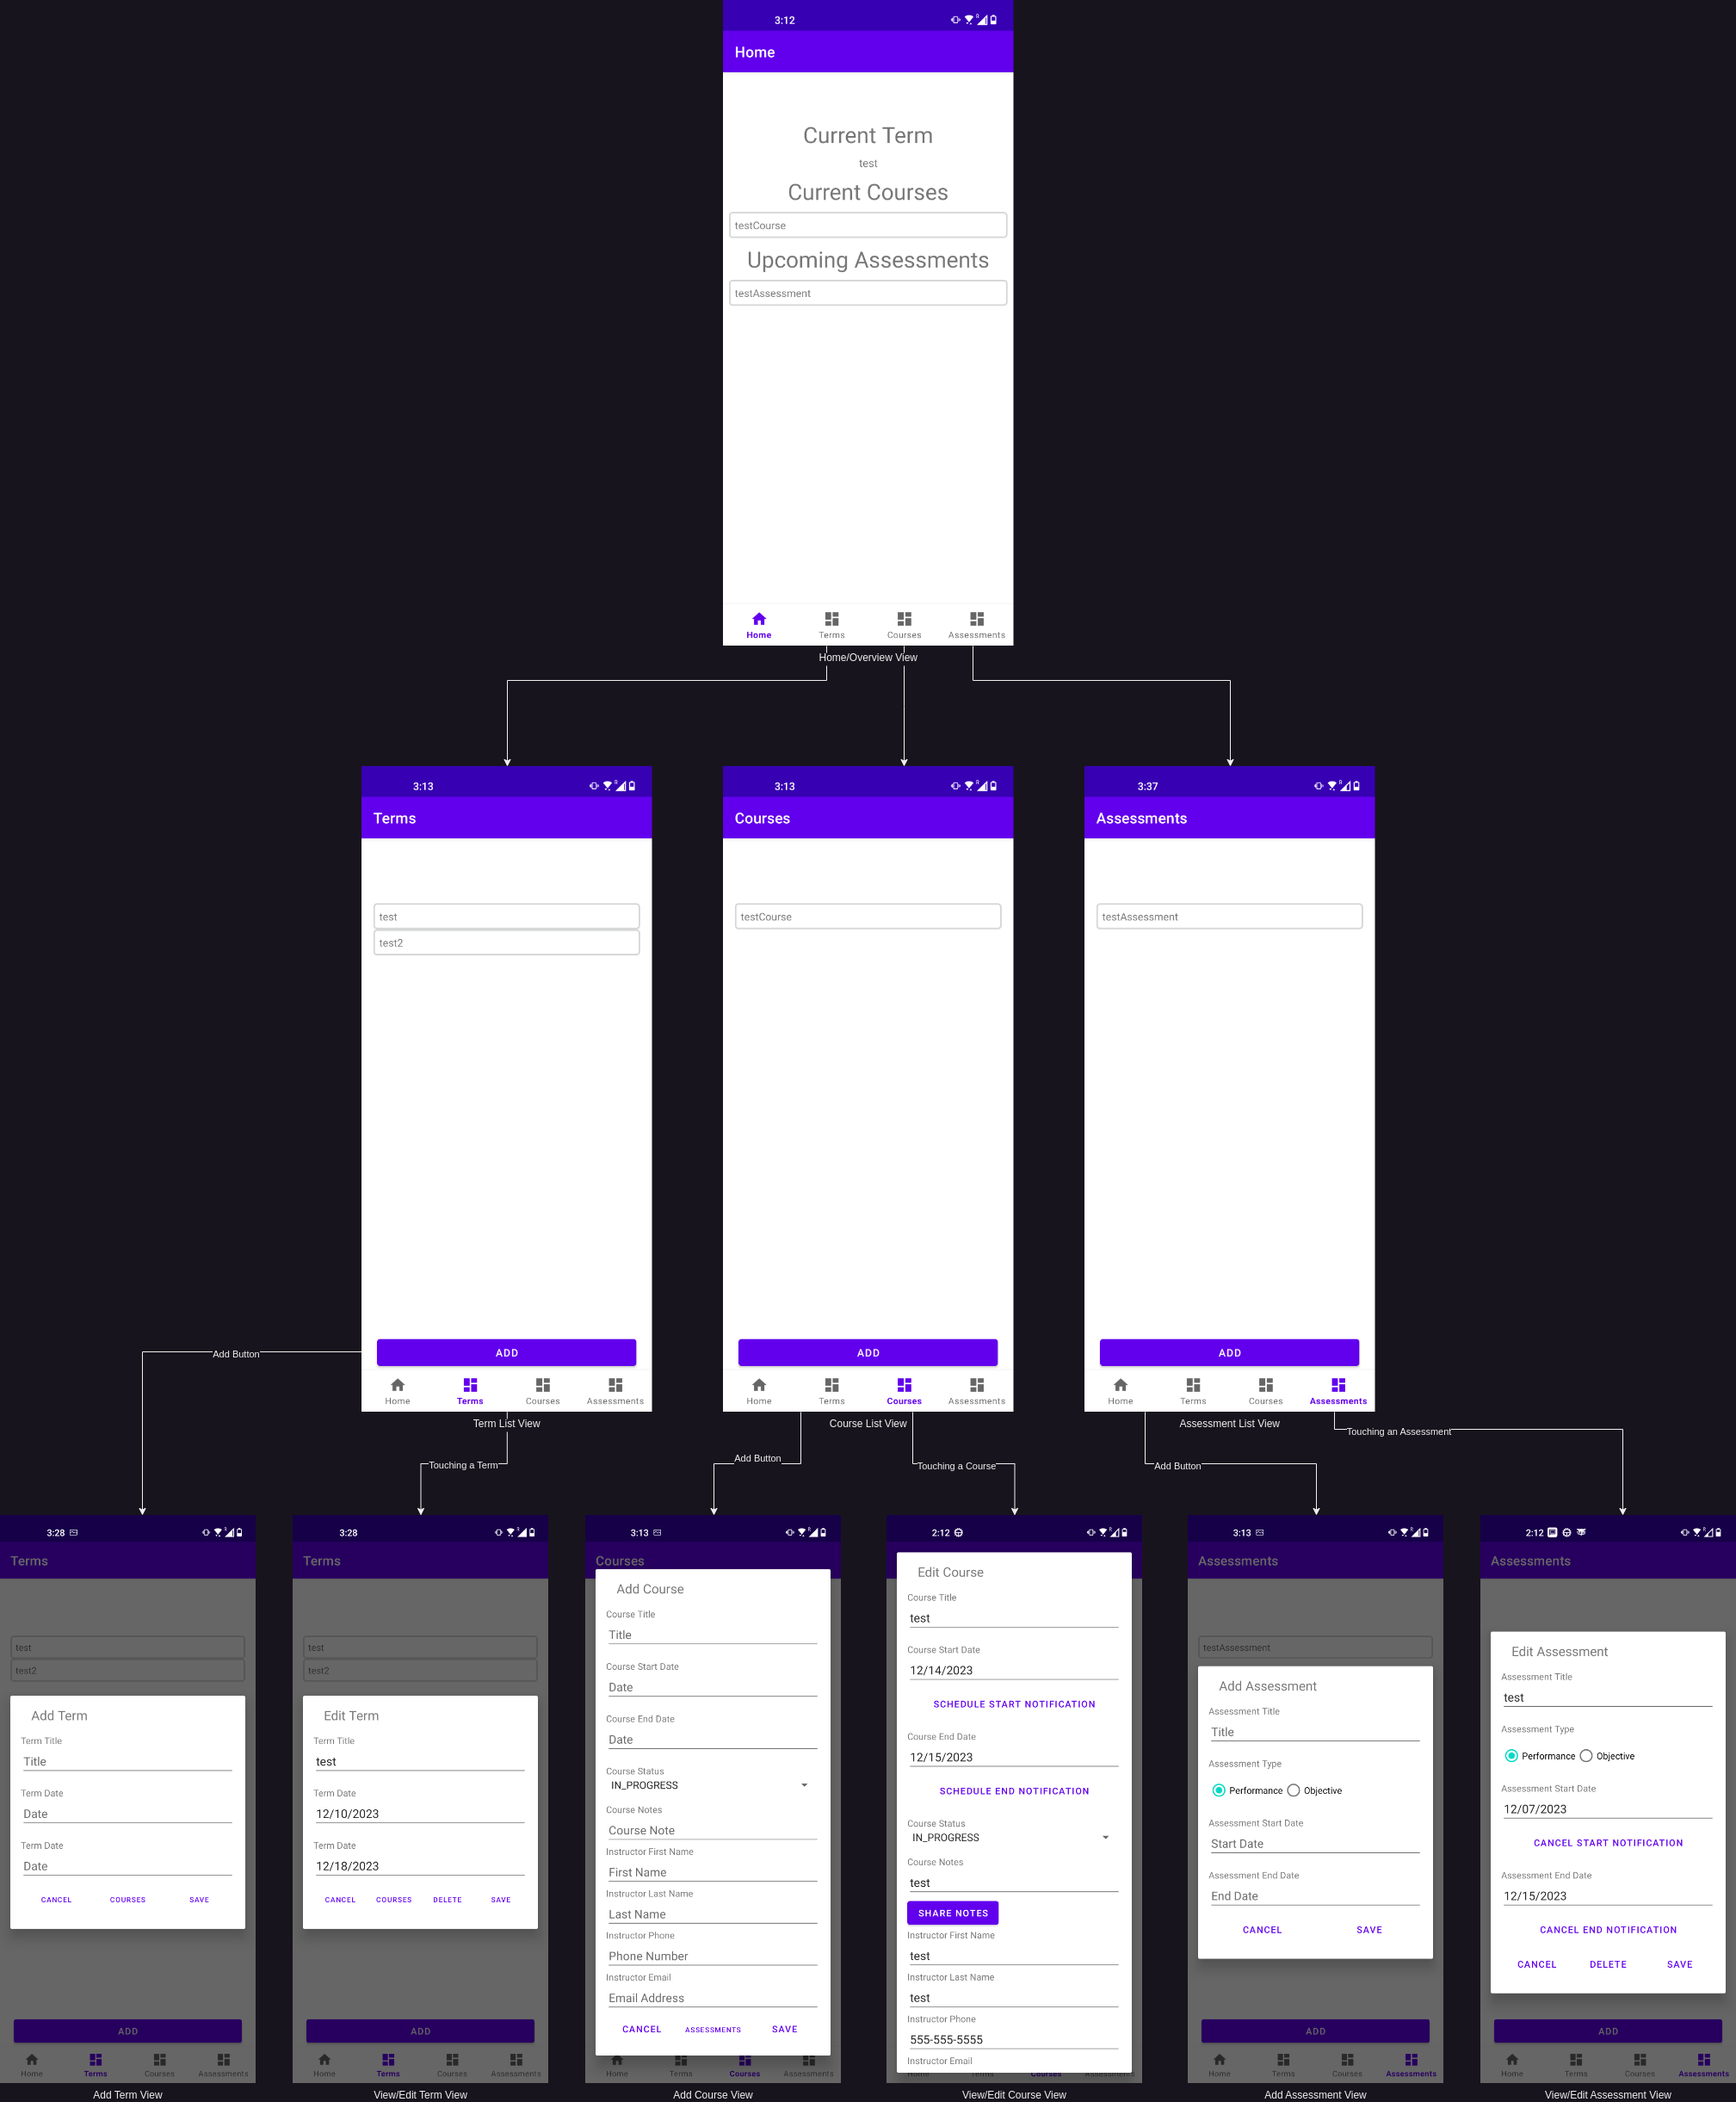 3:12
Home
Current Term
test
Current Courses
testCourse
Upcoming Assessments
testAssessment
Home Terms Courses Assessments
Home/Overview View
3:13
Terms
test
test2
ADD
Home Terms Courses Assessments
Term List View
3:13
Courses
testCourse
ADD
Home Terms Courses Assessments
Course List View
3:37
Assessments
testAssessment
ADD
Home Terms Courses Assessments
Assessment List View
Add Button
Touching a Term
Add Button
Touching a Course
Add Button
Touching an Assessment
3:28
Terms
test
test2
Add Term
Term Title
Title
Term Date
Date
Term Date
Date
CANCEL COURSES SAVE
ADD
Home Terms Courses Assessments
Add Term View
3:28
Terms
test
test2
Edit Term
Term Title
test
Term Date
12/10/2023
Term Date
12/18/2023
CANCEL COURSES DELETE SAVE
ADD
Home Terms Courses Assessments
View/Edit Term View
3:13
Courses
Add Course
Course Title
Title
Course Start Date
Date
Course End Date
Date
Course Status
IN_PROGRESS
Course Notes
Course Note
Instructor First Name
First Name
Instructor Last Name
Last Name
Instructor Phone
Phone Number
Instructor Email
Email Address
CANCEL ASSESSMENTS SAVE
Home Terms Courses Assessments
Add Course View
2:12
Edit Course
Course Title
test
Course Start Date
12/14/2023
SCHEDULE START NOTIFICATION
Course End Date
12/15/2023
SCHEDULE END NOTIFICATION
Course Status
IN_PROGRESS
Course Notes
test
SHARE NOTES
Instructor First Name
test
Instructor Last Name
test
Instructor Phone
555-555-5555
Instructor Email
Home Terms Courses Assessments
View/Edit Course View
3:13
Assessments
testAssessment
Add Assessment
Assessment Title
Title
Assessment Type
Performance Objective
Assessment Start Date
Start Date
Assessment End Date
End Date
CANCEL SAVE
ADD
Home Terms Courses Assessments
Add Assessment View
2:12
Assessments
Edit Assessment
Assessment Title
test
Assessment Type
Performance Objective
Assessment Start Date
12/07/2023
CANCEL START NOTIFICATION
Assessment End Date
12/15/2023
CANCEL END NOTIFICATION
CANCEL DELETE SAVE
ADD
Home Terms Courses Assessments
View/Edit Assessment View